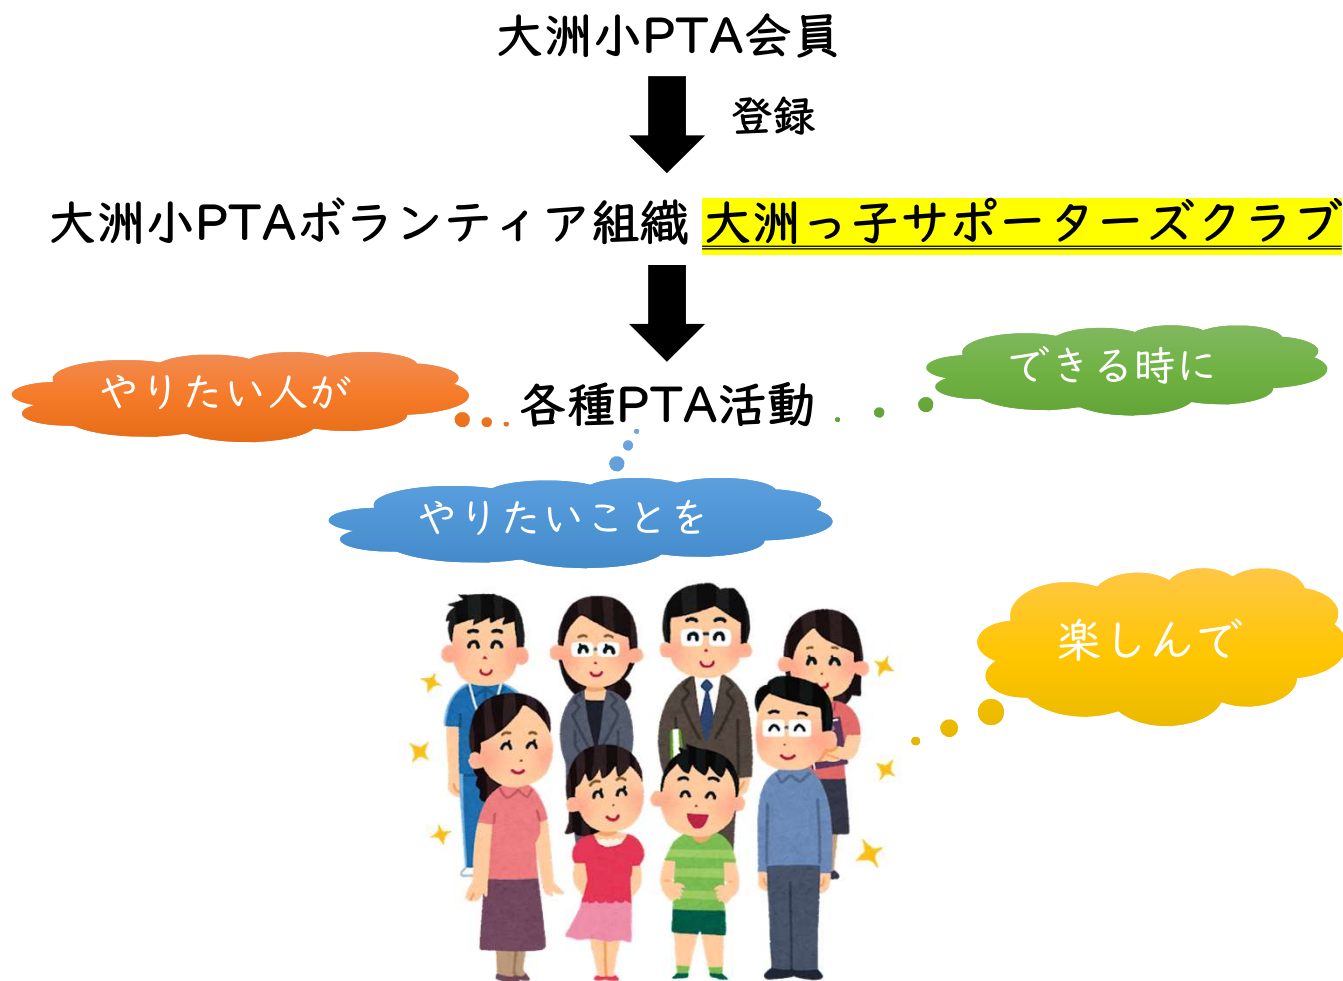 大洲小PTA会員
登録
大洲小PTAボランティア組織 大洲っ子サポーターズクラブ
やりたい人が
各種PTA活動
できる時に
やりたいことを
楽しんで